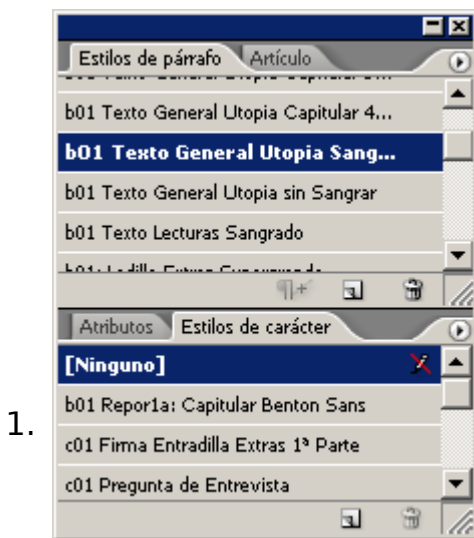 Estilos de párrafo Artículo
b01 Texto General Utopia Capitular 4...
b01 Texto General Utopia Sang...
b01 Texto General Utopia sin Sangrar
b01 Texto Lecturas Sangrado
Atributos Estilos de carácter
[Ninguno]
b01 Repor1a: Capitular Benton Sans
1.
c01 Firma Entradilla Extras 1ª Parte
c01 Pregunta de Entrevista